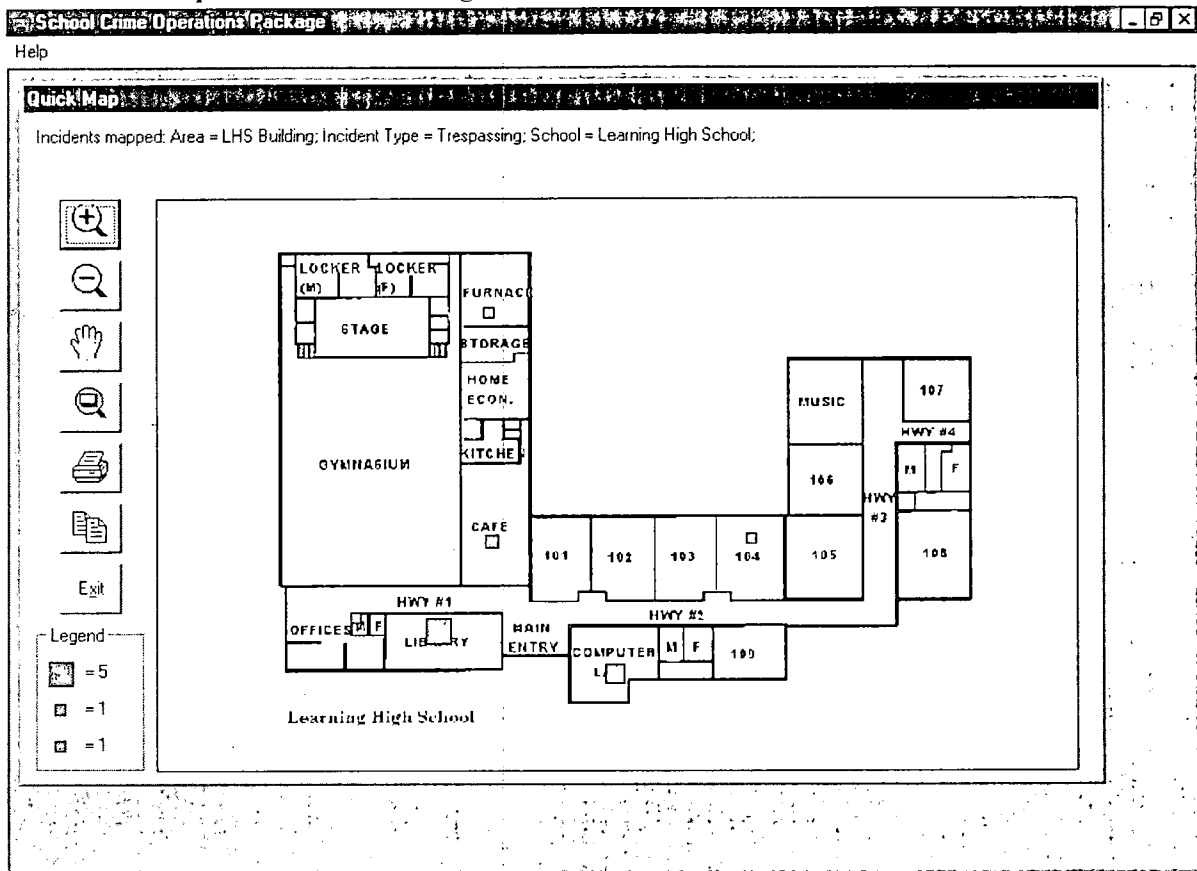 School Crime Operations Package
Help
Quick Map
Incidents mapped: Area = LHS Building; Incident Type = Trespassing; School = Learning High School;
LOCKER LOCKER
(M) (F)
FURNAC
STAGE
STORAGE
HOME
ECON.
MUSIC
107
HWY #4
GYMNASIUM
KITCHE
106
M F
HWY
#3
CAFE
101 102 103 104 105 108
Exit
HWY #1
HWY #2
OFFICES M F
MAIN
ENTRY
COMPUTER
M F 109
Learning High School
Legend
= 5
= 1
= 1